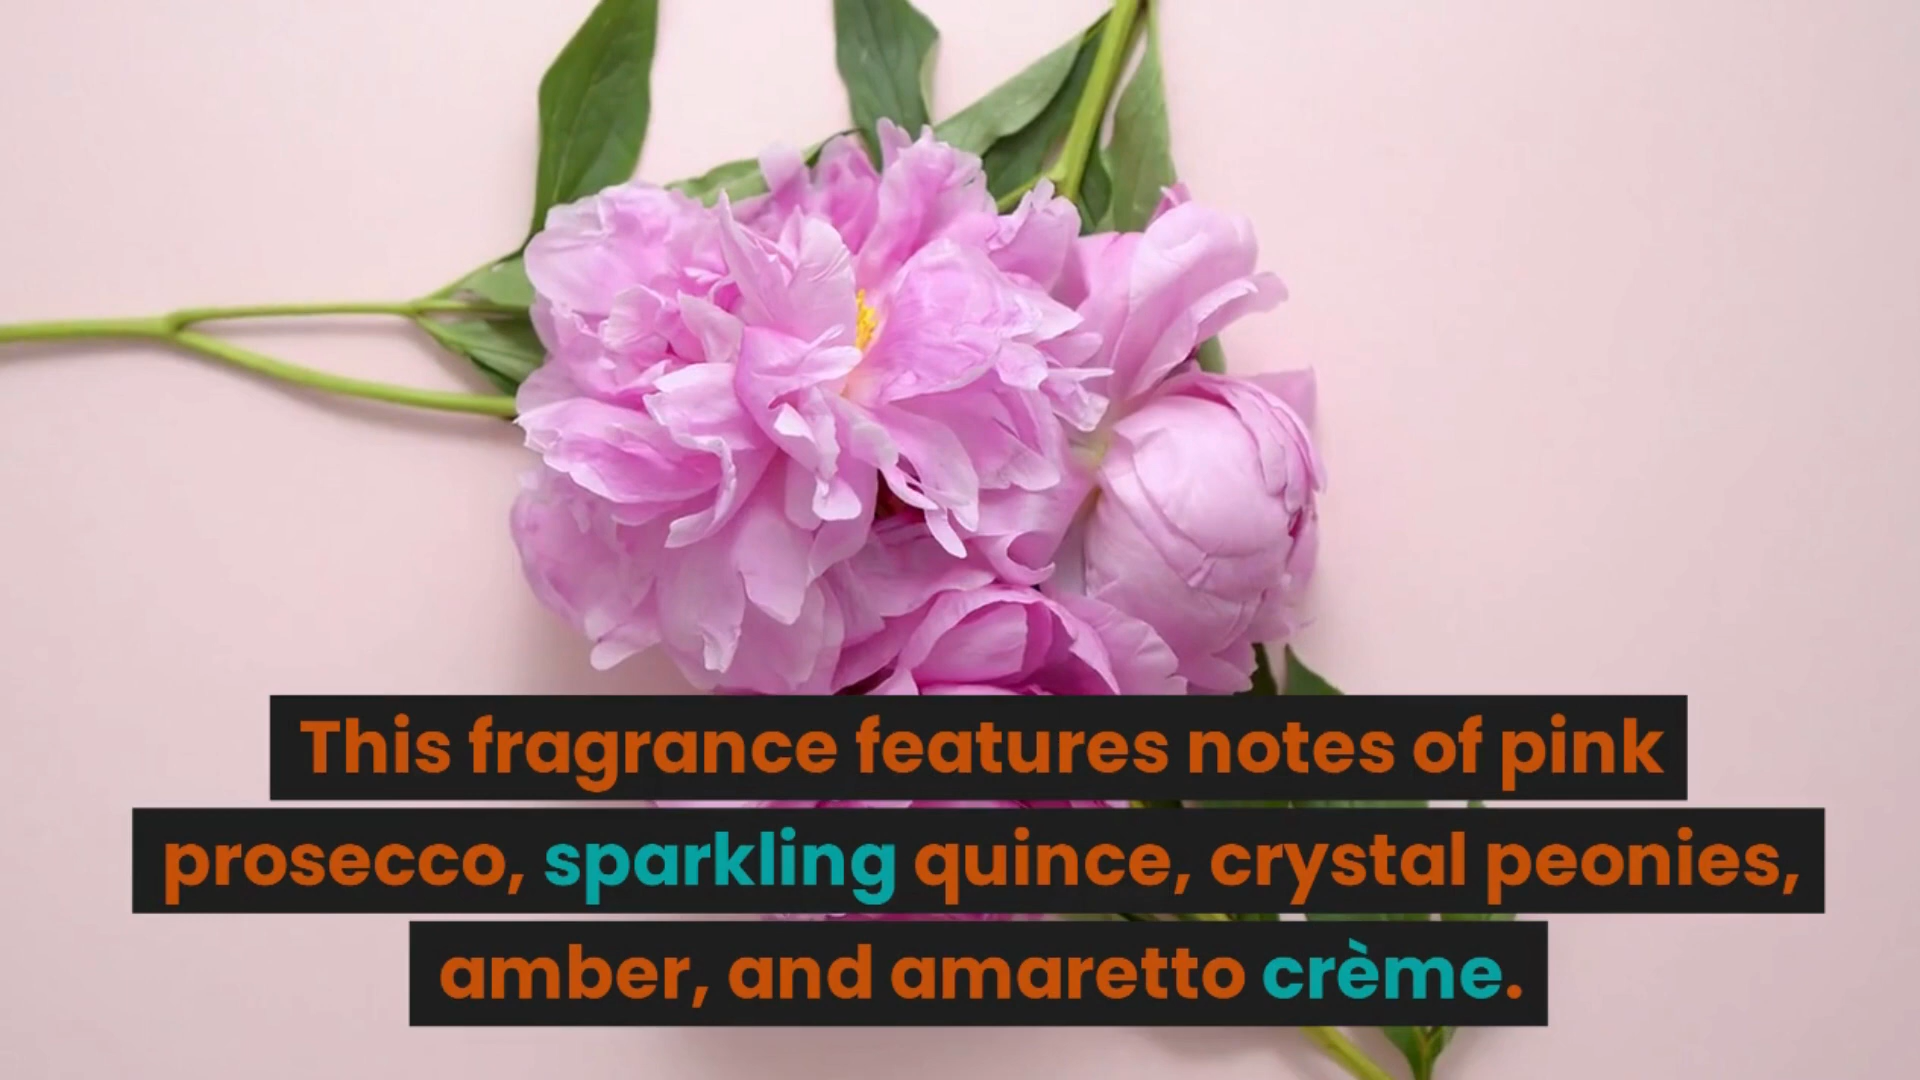 This fragrance features notes of pink
prosecco, sparkling quince, crystal peonies,
amber, and amaretto crème.